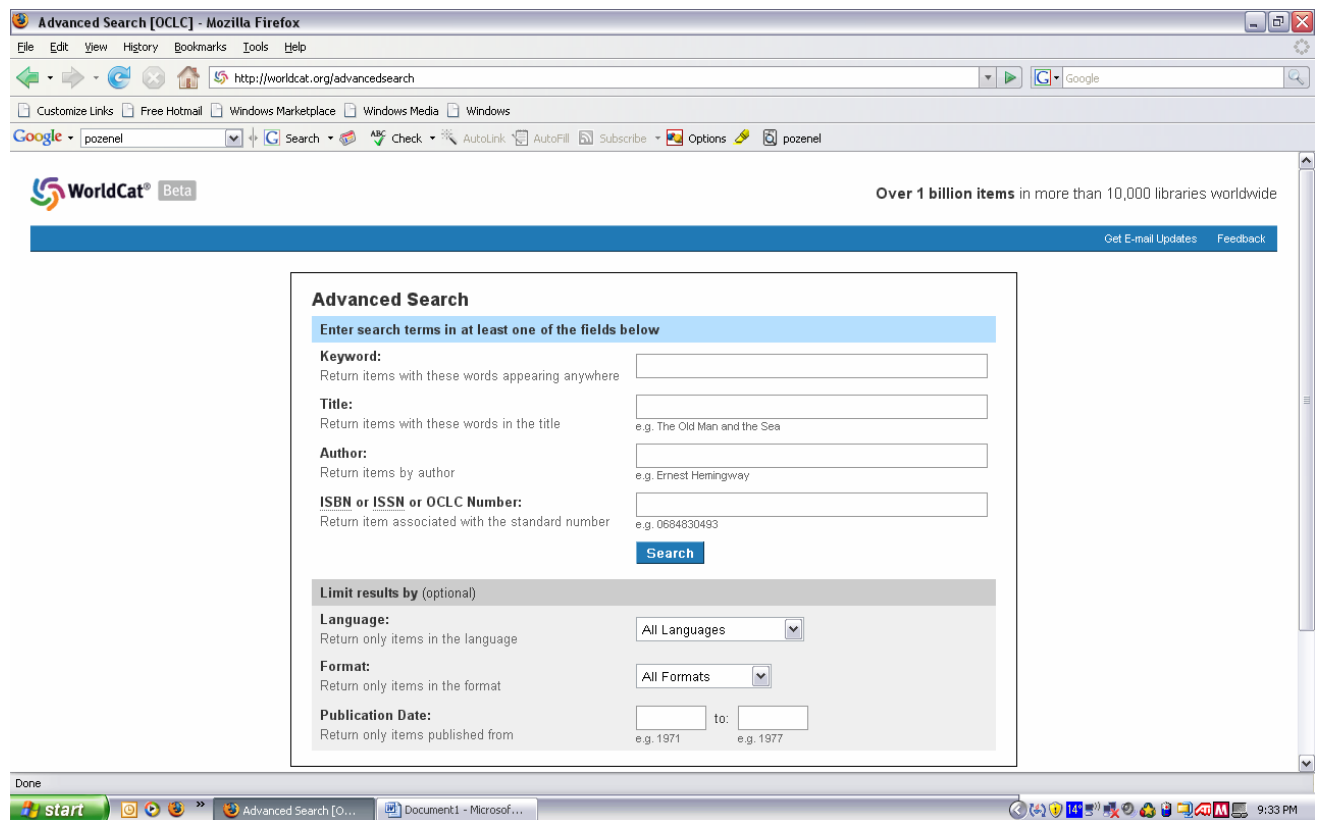 Advanced Search [OCLC] - Mozilla Firefox
File Edit View History Bookmarks Tools Help
http://worldcat.org/advancedsearch
G Google
Customize Links Free Hotmail Windows Marketplace Windows Media Windows
Google pozenel G Search ABC Check AutoLink AutoFill Subscribe Options pozenel
WorldCat® Beta
Over 1 billion items in more than 10,000 libraries worldwide
Get E-mail Updates Feedback
Advanced Search
Enter search terms in at least one of the fields below
Keyword:
Return items with these words appearing anywhere
Title:
Return items with these words in the title
e.g. The Old Man and the Sea
Author:
Return items by author
e.g. Ernest Hemingway
ISBN or ISSN or OCLC Number:
Return item associated with the standard number
e.g. 0684830493
Search
Limit results by (optional)
Language:
Return only items in the language
All Languages
Format:
Return only items in the format
All Formats
Publication Date:
Return only items published from
to:
e.g. 1971 e.g. 1977
Done
start » Advanced Search [O... Document1 - Microsof... 14° ATI M 9:33 PM